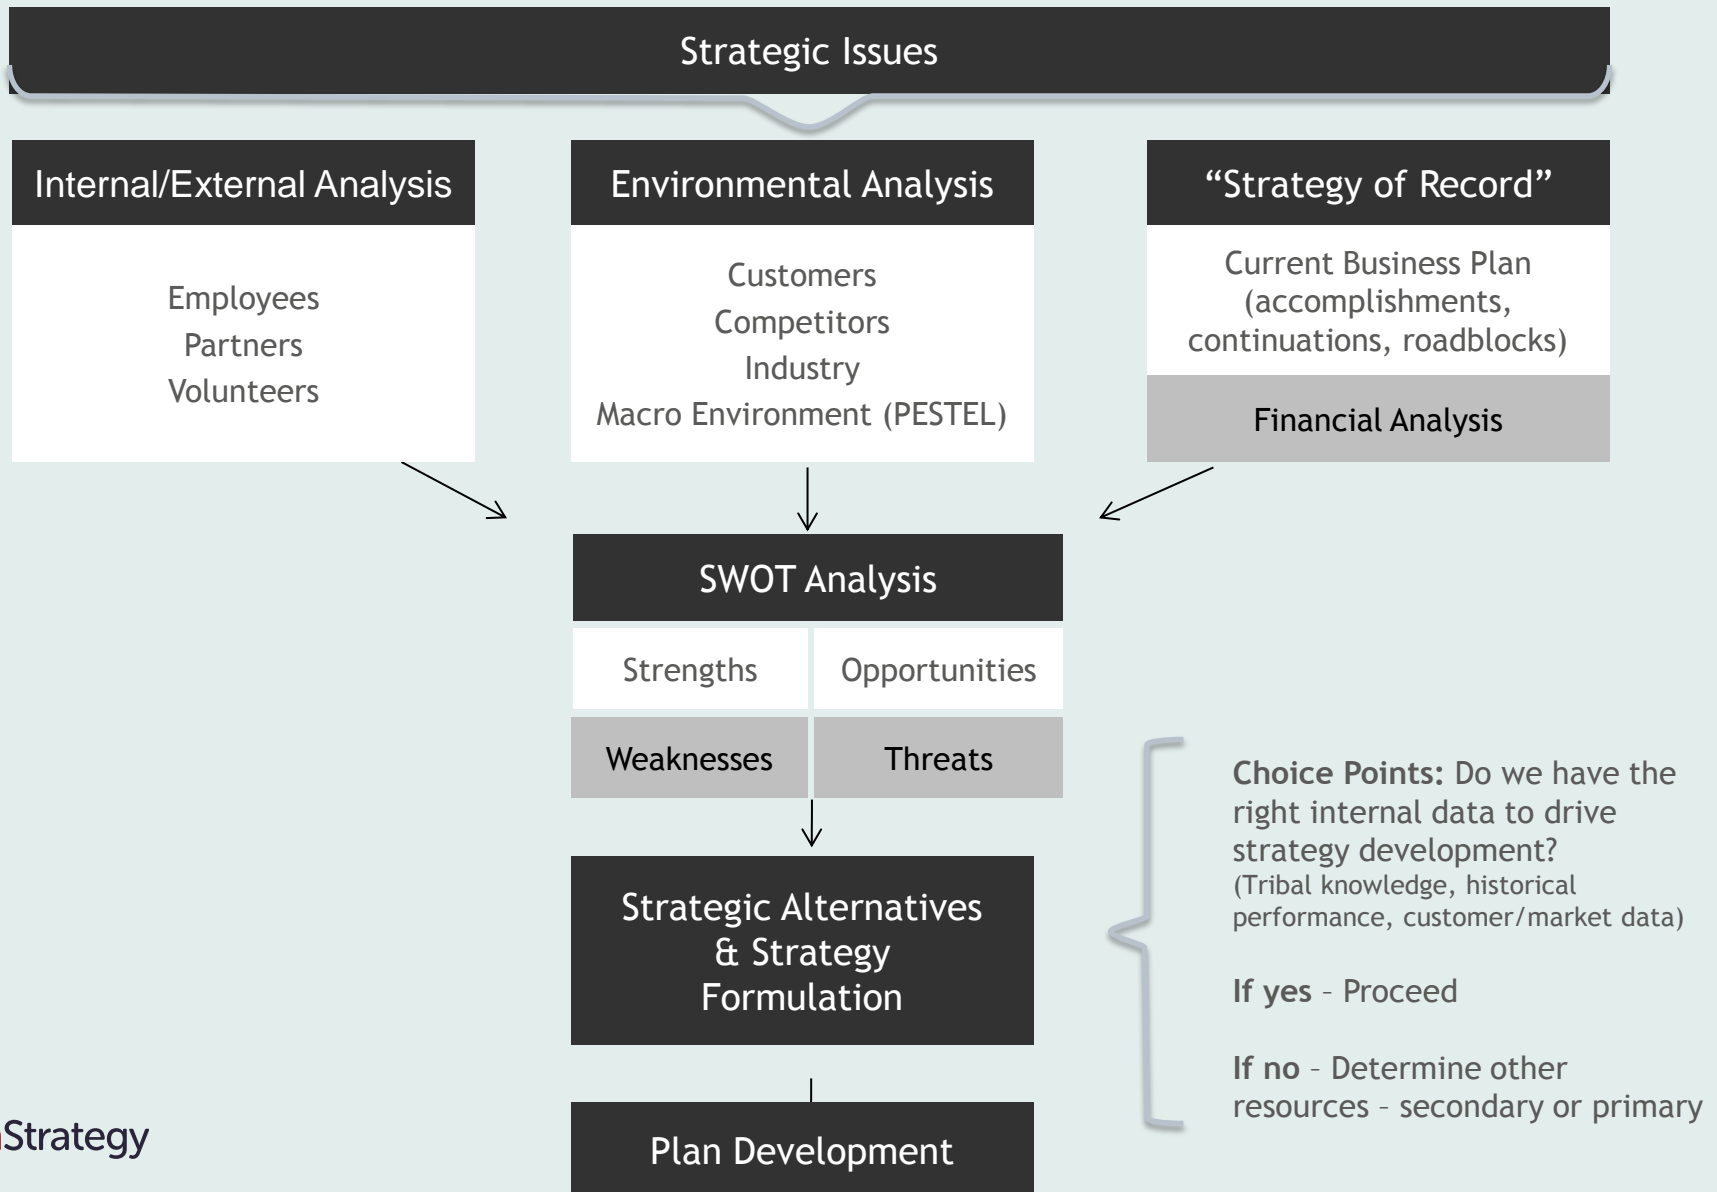 Strategic Issues
Internal/External Analysis
Employees
Partners
Volunteers
Environmental Analysis
Customers
Competitors
Industry
Macro Environment (PESTEL)
“Strategy of Record”
Current Business Plan
(accomplishments,
continuations, roadblocks)
Financial Analysis
SWOT Analysis
Strengths
Opportunities
Weaknesses
Threats
Strategic Alternatives
& Strategy
Formulation
Plan Development
Choice Points: Do we have the
right internal data to drive
strategy development?
(Tribal knowledge, historical
performance, customer/market data)
If yes – Proceed
If no – Determine other
resources – secondary or primary
Strategy